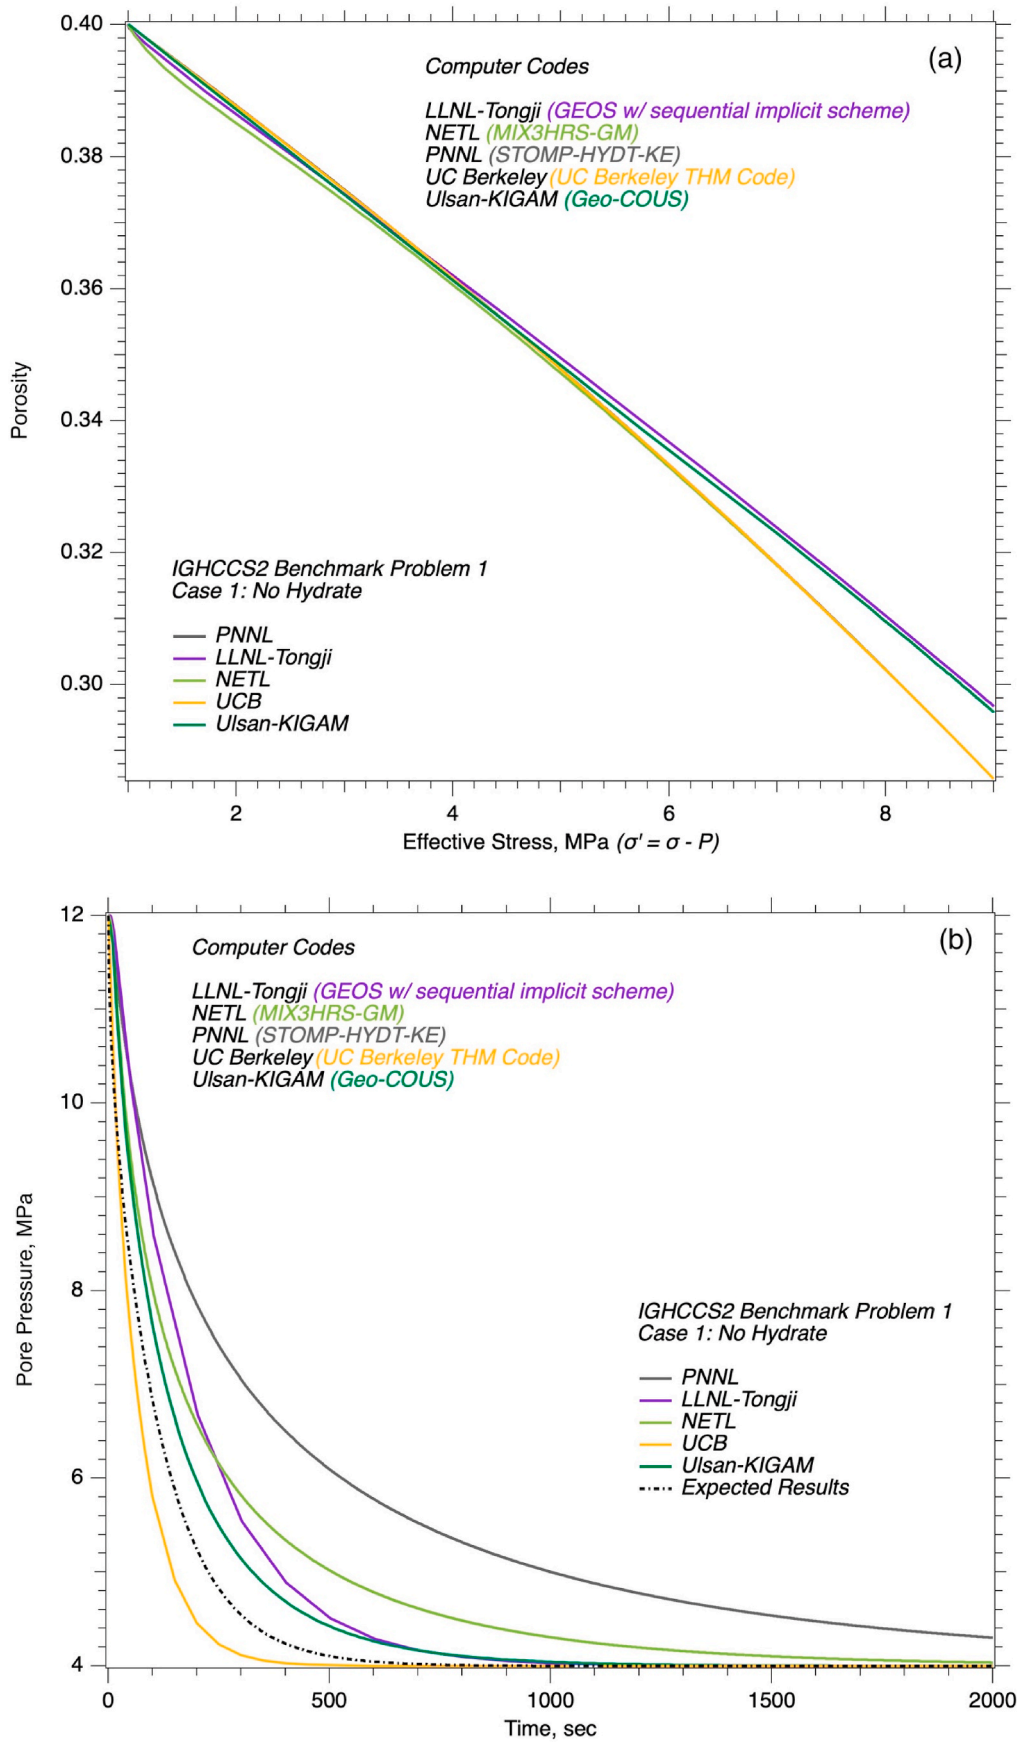 0.40
0.38
0.36
0.34
0.32
0.30
Porosity
(a)
Computer Codes
LLNL-Tongji (GEOS w/ sequential implicit scheme)
NETL (MIX3HRS-GM)
PNNL (STOMP-HYDT-KE)
UC Berkeley (UC Berkeley THM Code)
Ulsan-KIGAM (Geo-COUS)
IGHCCS2 Benchmark Problem 1
Case 1: No Hydrate
PNNL
LLNL-Tongji
NETL
UCB
Ulsan-KIGAM
2 4 6 8
Effective Stress, MPa (σ' = σ - P)
12
10
8
6
4
Pore Pressure, MPa
(b)
Computer Codes
LLNL-Tongji (GEOS w/ sequential implicit scheme)
NETL (MIX3HRS-GM)
PNNL (STOMP-HYDT-KE)
UC Berkeley (UC Berkeley THM Code)
Ulsan-KIGAM (Geo-COUS)
IGHCCS2 Benchmark Problem 1
Case 1: No Hydrate
PNNL
LLNL-Tongji
NETL
UCB
Ulsan-KIGAM
Expected Results
0 500 1000 1500 2000
Time, sec